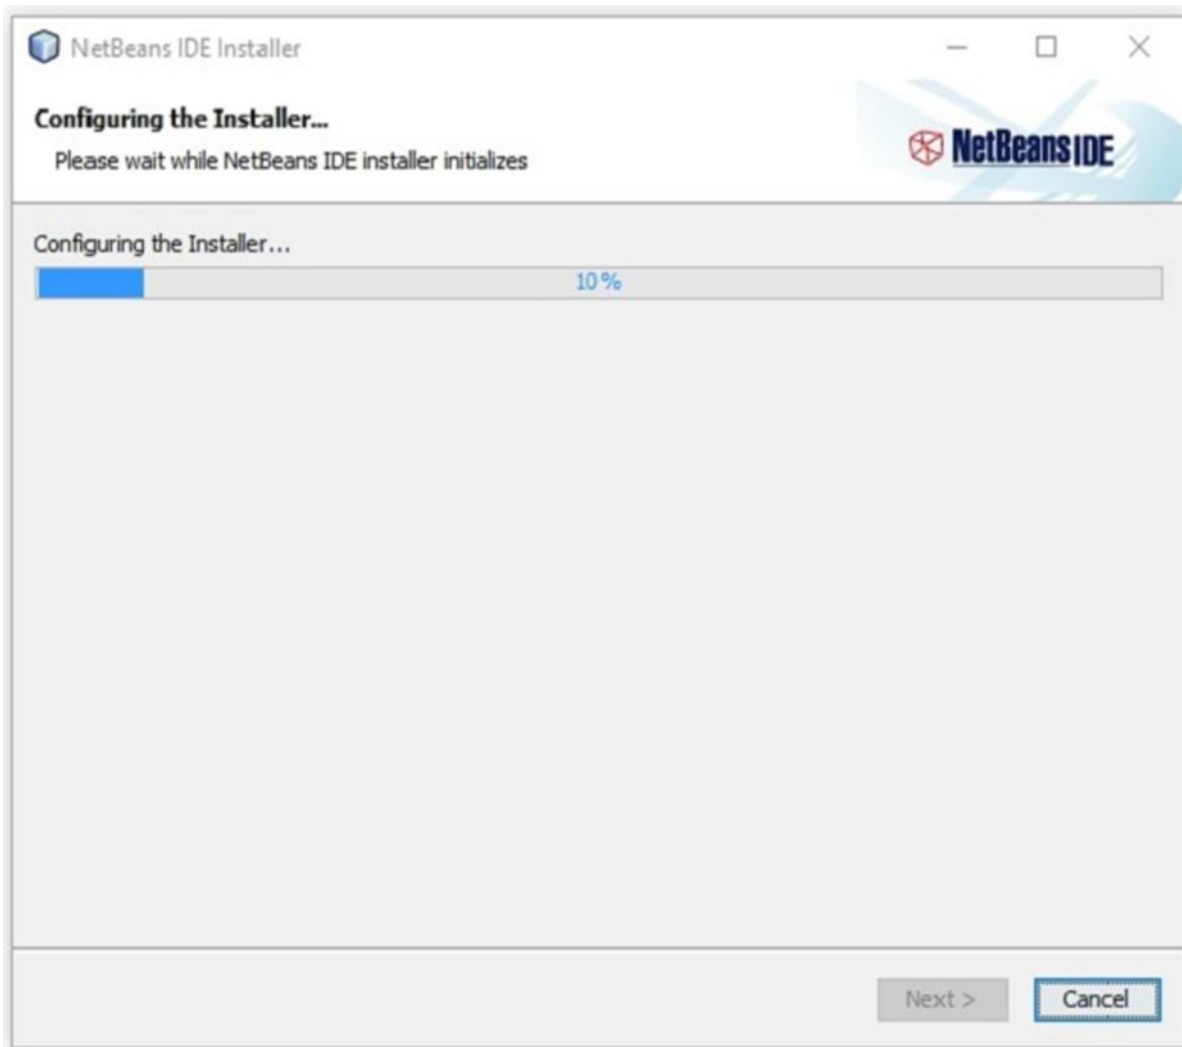 NetBeans IDE Installer
Configuring the Installer...
Please wait while NetBeans IDE installer initializes
NetBeans IDE
Configuring the Installer...
10%
Next >
Cancel